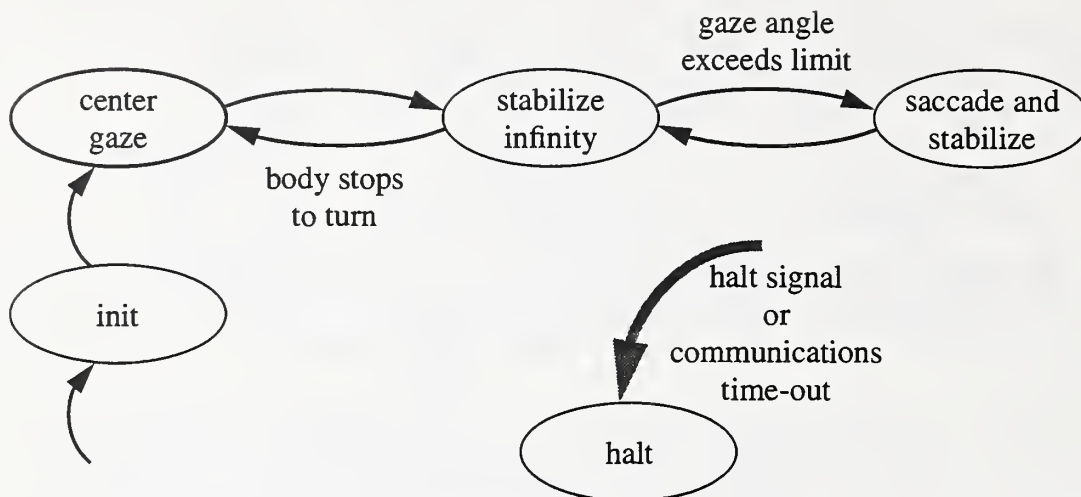 gaze angle
exceeds limit
center
gaze
stabilize
infinity
saccade and
stabilize
body stops
to turn
init
halt signal
or
communications
time-out
halt